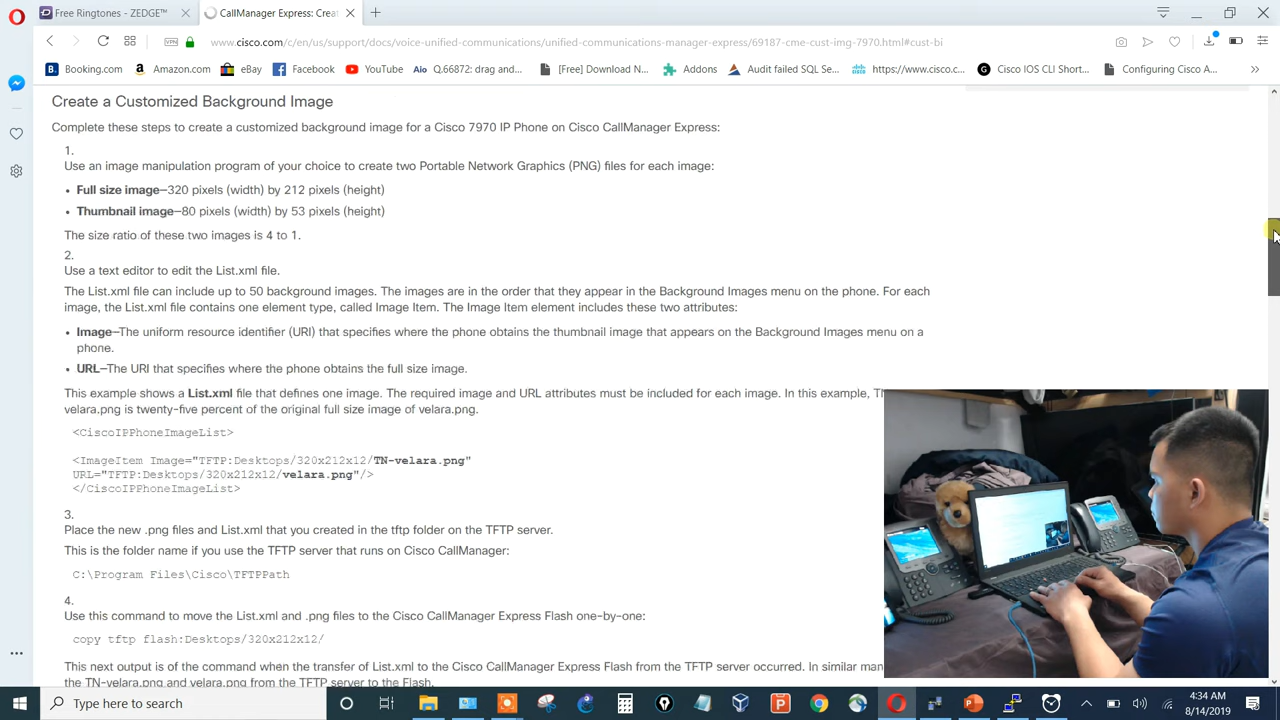 Free Ringtones - ZEDGE™
CallManager Express: Crea
VPN
www.cisco.com/c/en/us/support/docs/voice-unified-communications/unified-communications-manager-express/69187-cme-cust-img-7970.html#cust-bi
Booking.com
Amazon.com
eBay
Facebook
YouTube
Aio Q.66872: drag and...
[Free] Download N...
Addons
Audit failed SQL Se...
https://www.cisco.c...
Cisco IOS CLI Short...
Configuring Cisco A...
Create a Customized Background Image
Complete these steps to create a customized background image for a Cisco 7970 IP Phone on Cisco CallManager Express:
1.
Use an image manipulation program of your choice to create two Portable Network Graphics (PNG) files for each image:
• Full size image—320 pixels (width) by 212 pixels (height)
• Thumbnail image—80 pixels (width) by 53 pixels (height)
The size ratio of these two images is 4 to 1.
2.
Use a text editor to edit the List.xml file.
The List.xml file can include up to 50 background images. The images are in the order that they appear in the Background Images menu on the phone. For each
image, the List.xml file contains one element type, called Image Item. The Image Item element includes these two attributes:
• Image—The uniform resource identifier (URI) that specifies where the phone obtains the thumbnail image that appears on the Background Images menu on a
phone.
• URL—The URI that specifies where the phone obtains the full size image.
This example shows a List.xml file that defines one image. The required image and URL attributes must be included for each image. In this example,
velara.png is twenty-five percent of the original full size image of velara.png.
<CiscoIPPhoneImageList>
<ImageItem Image="TFTP:Desktops/320x212x12/TN-velara.png"
URL="TFTP:Desktops/320x212x12/velara.png"/>
</CiscoIPPhoneImageList>
3.
Place the new .png files and List.xml that you created in the tftp folder on the TFTP server.
This is the folder name if you use the TFTP server that runs on Cisco CallManager:
C:\Program Files\Cisco\TFTPPath
4.
Use this command to move the List.xml and .png files to the Cisco CallManager Express Flash one-by-one:
copy tftp flash:Desktops/320x212x12/
This next output is of the command when the transfer of List.xml to the Cisco CallManager Express Flash from the TFTP server occurred. In similar man
the TN-velara.png and velara.png from the TFTP server to the Flash.
Type here to search
4:34 AM
8/14/2019